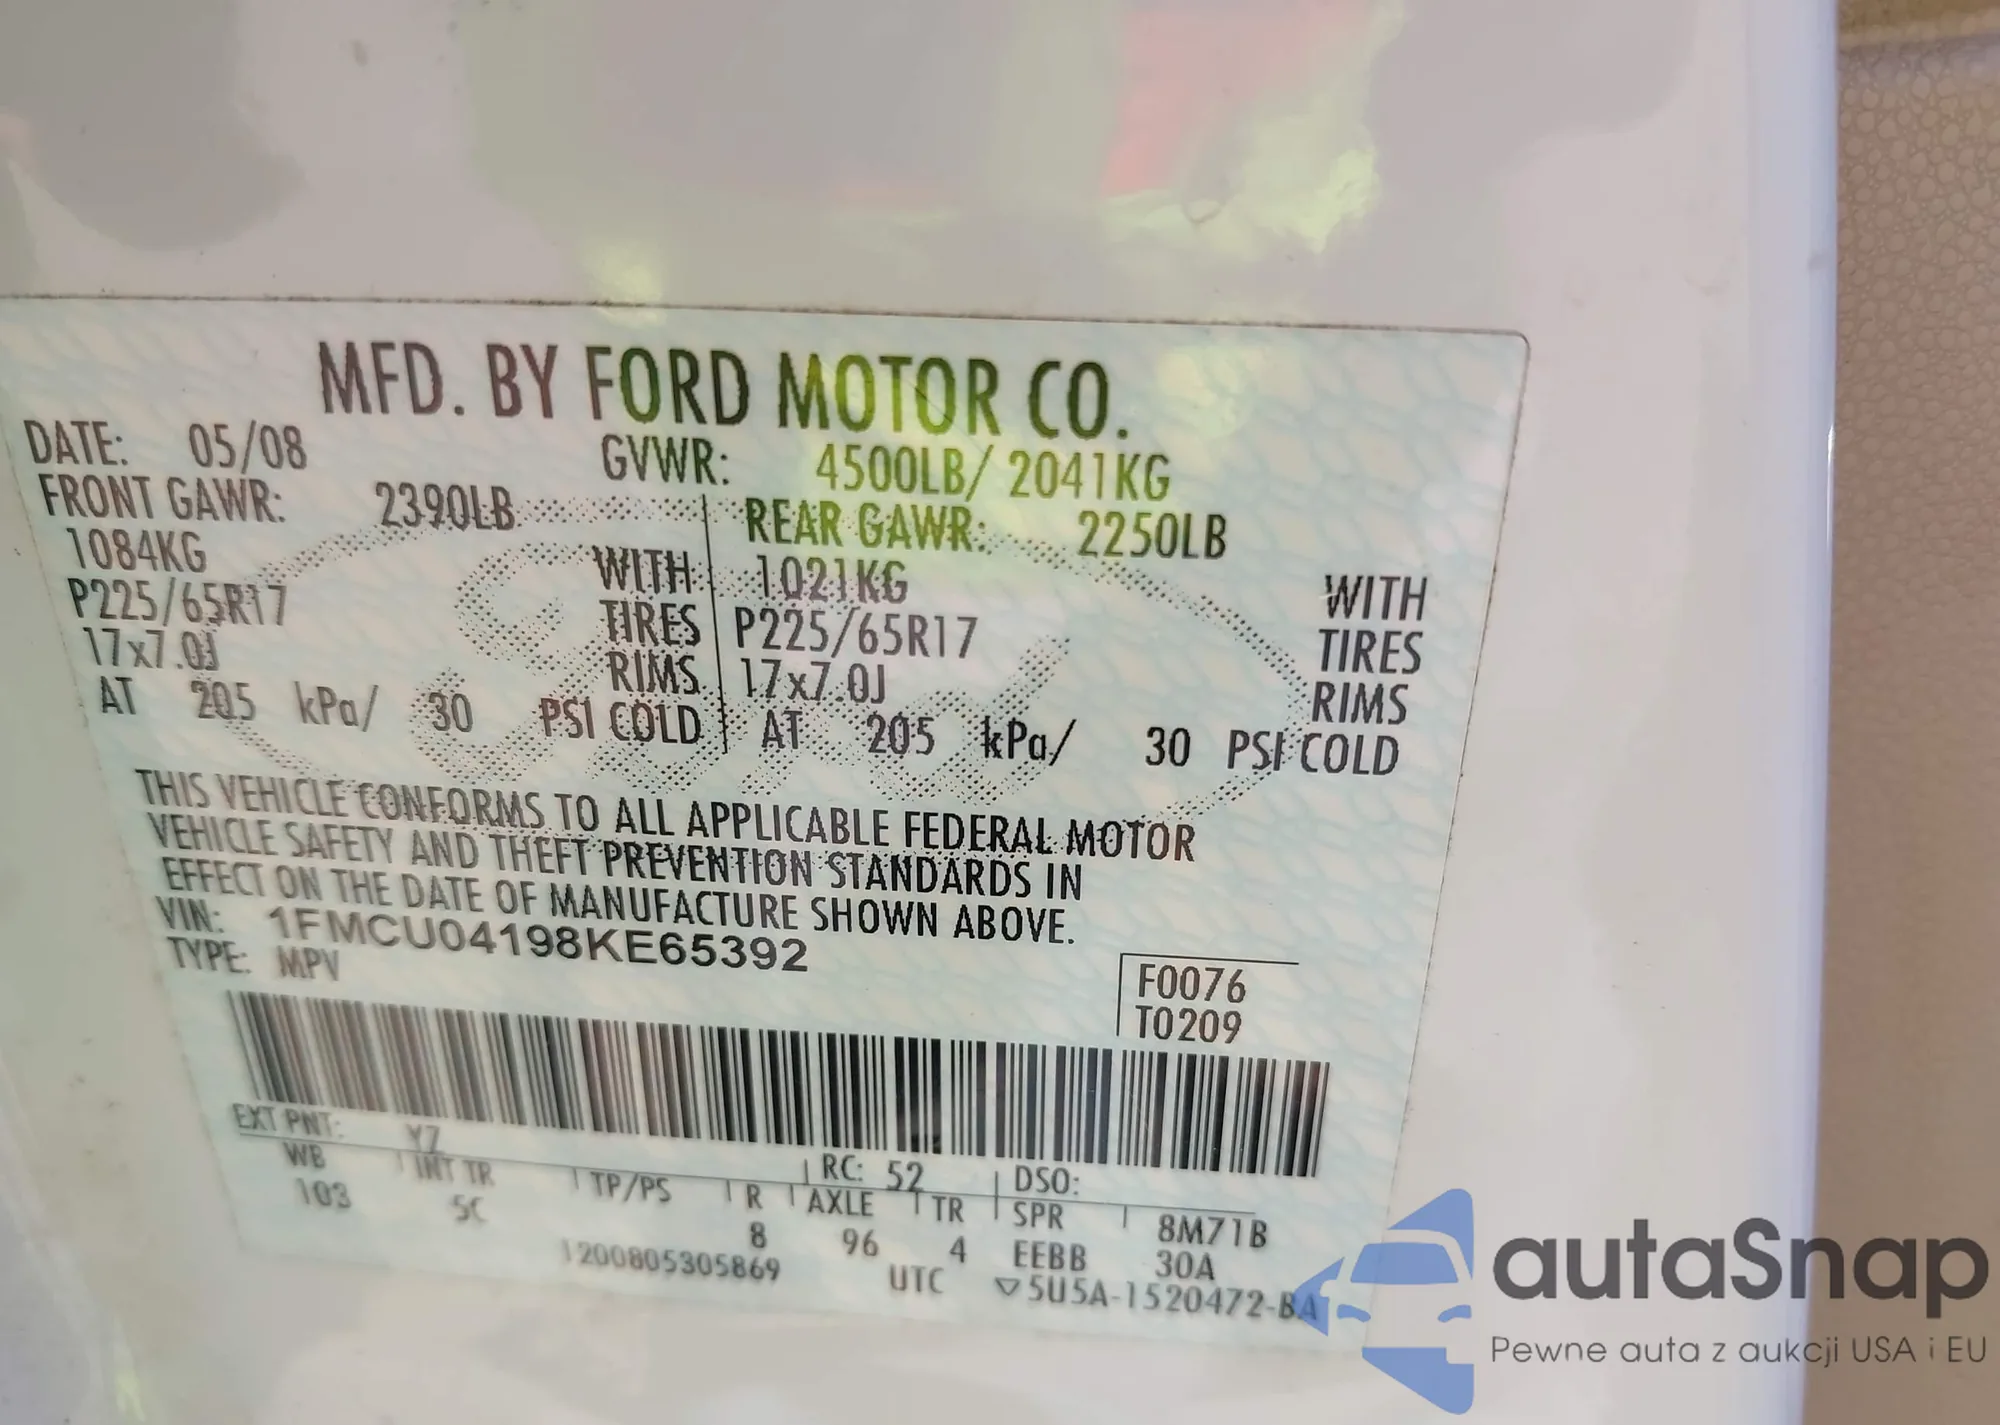 MFD. BY FORD MOTOR CO.
DATE: 05/08 GVWR: 4500LB/ 2041KG
FRONT GAWR: 2390LB REAR GAWR: 2250LB
1084KG WITH 1021KG WITH
P225/65R17 TIRES P225/65R17 TIRES
17x7.0J RIMS 17x7.0J RIMS
AT 205 kPa/ 30 PSI COLD AT 205 kPa/ 30 PSI COLD
THIS VEHICLE CONFORMS TO ALL APPLICABLE FEDERAL MOTOR
VEHICLE SAFETY AND THEFT PREVENTION STANDARDS IN
EFFECT ON THE DATE OF MANUFACTURE SHOWN ABOVE.
VIN: 1FMCU04198KE65392
TYPE: MPV
F0076
T0209
EXT PNT: YZ RC: 52 DSO:
WB INT TR TP/PS R AXLE TR SPR 8M71B
103 5C 8 96 4 EEBB 30A
1200805305869 UTC ▽5U5A-1520472-BA
autaSnap
Pewne auta z aukcji USA i EU